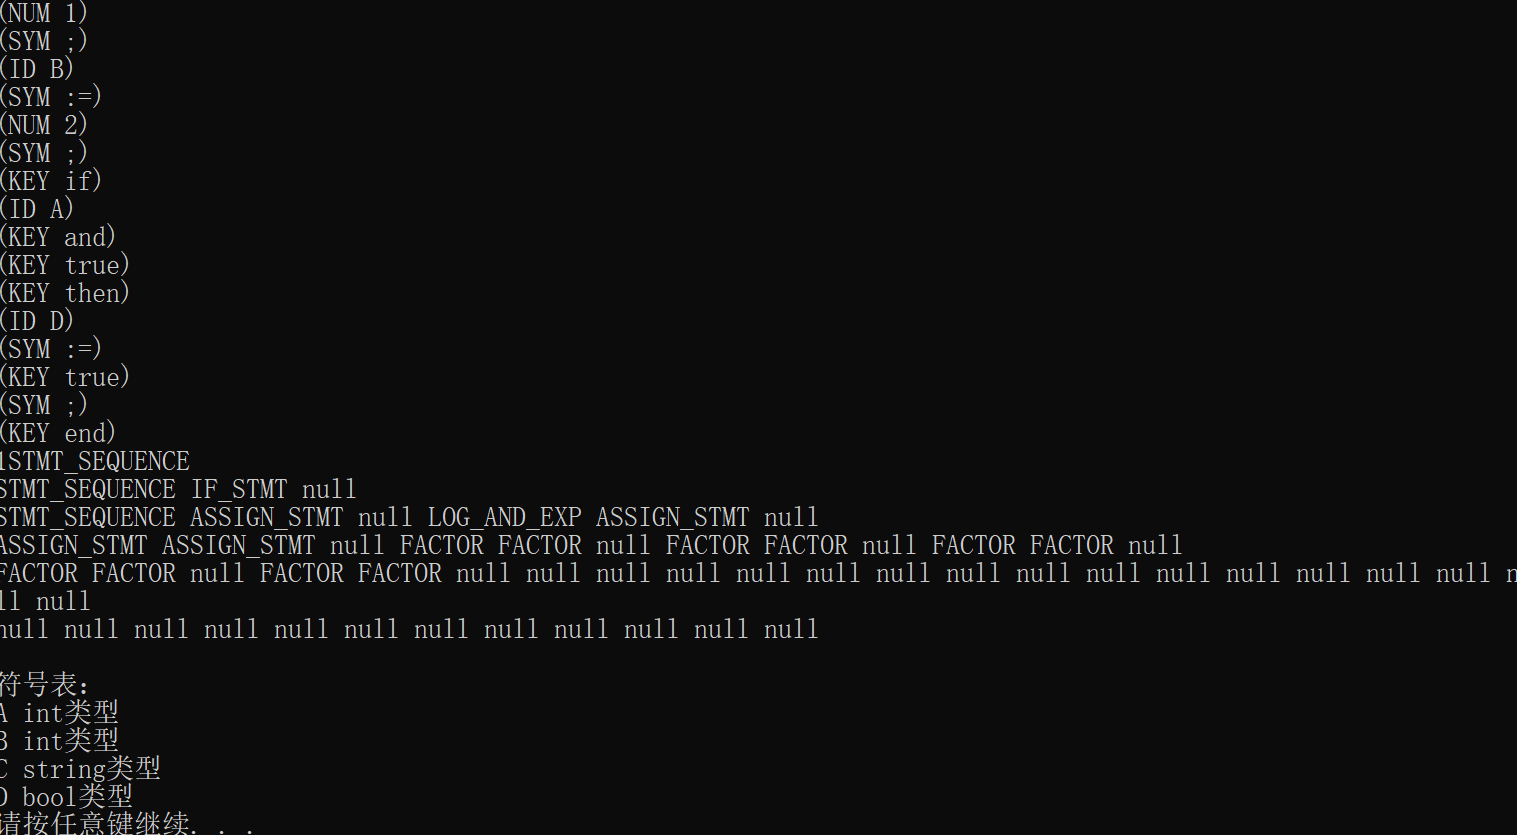 (NUM 1)
(SYM ;)
(ID B)
(SYM :=)
(NUM 2)
(SYM ;)
(KEY if)
(ID A)
(KEY and)
(KEY true)
(KEY then)
(ID D)
(SYM :=)
(KEY true)
(SYM ;)
(KEY end)
1STMT_SEQUENCE
STMT_SEQUENCE IF_STMT null
STMT_SEQUENCE ASSIGN_STMT null LOG_AND_EXP ASSIGN_STMT null
ASSIGN_STMT ASSIGN_STMT null FACTOR FACTOR null FACTOR FACTOR null FACTOR FACTOR null
FACTOR FACTOR null FACTOR FACTOR null null null null null null null null null null null null null null null n
ll null
null null null null null null null null null null null null
符号表：
A int类型
B int类型
C string类型
D bool类型
请按任意键继续. . .